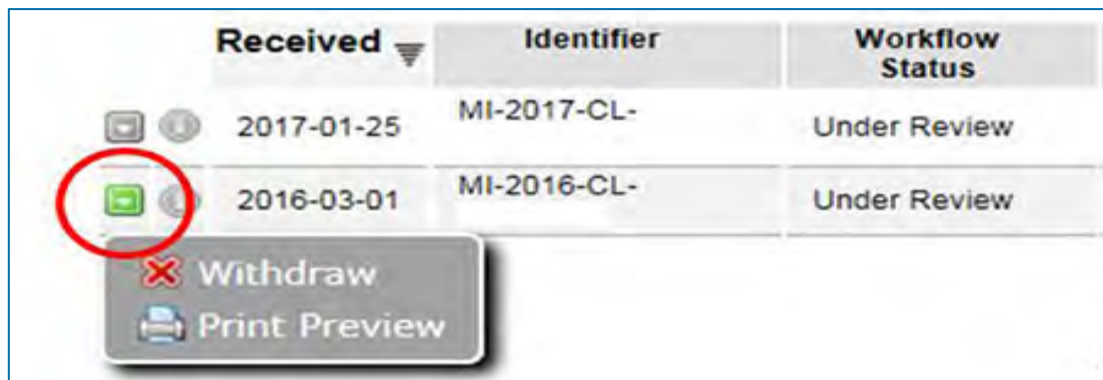 Received Identifier Workflow
Status
2017-01-25 MI-2017-CL- Under Review
2016-03-01 MI-2016-CL- Under Review
Withdraw
Print Preview